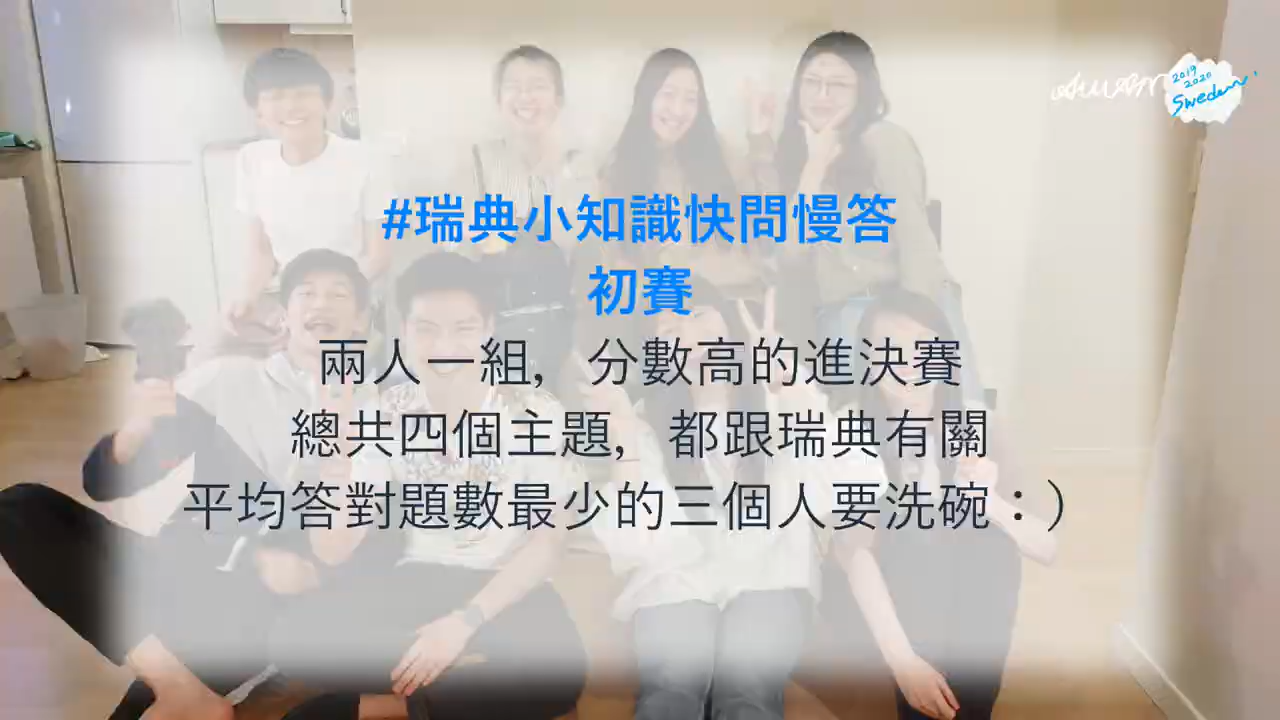 2019
2020
Sweden
#瑞典小知識快問慢答
初賽
兩人一組，分數高的進決賽
總共四個主題，都跟瑞典有關
平均答對題數最少的三個人要洗碗：）